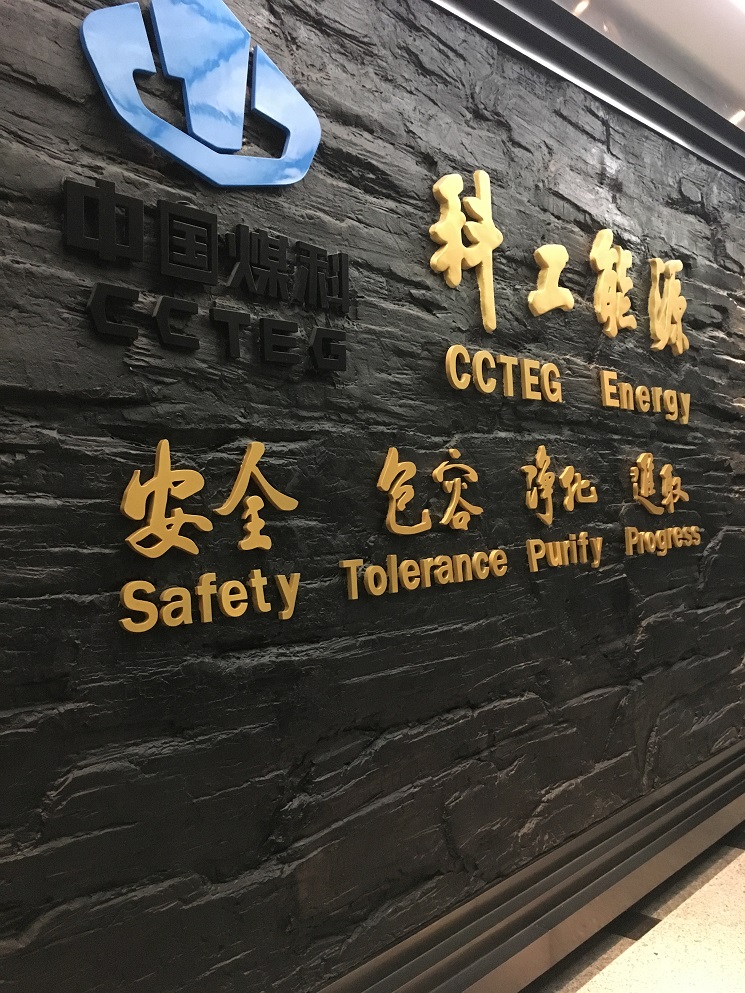 中国煤科
CCTEG
科工能源
CCTEG Energy
安全 包容 净化 進取
Safety Tolerance Purify Progress